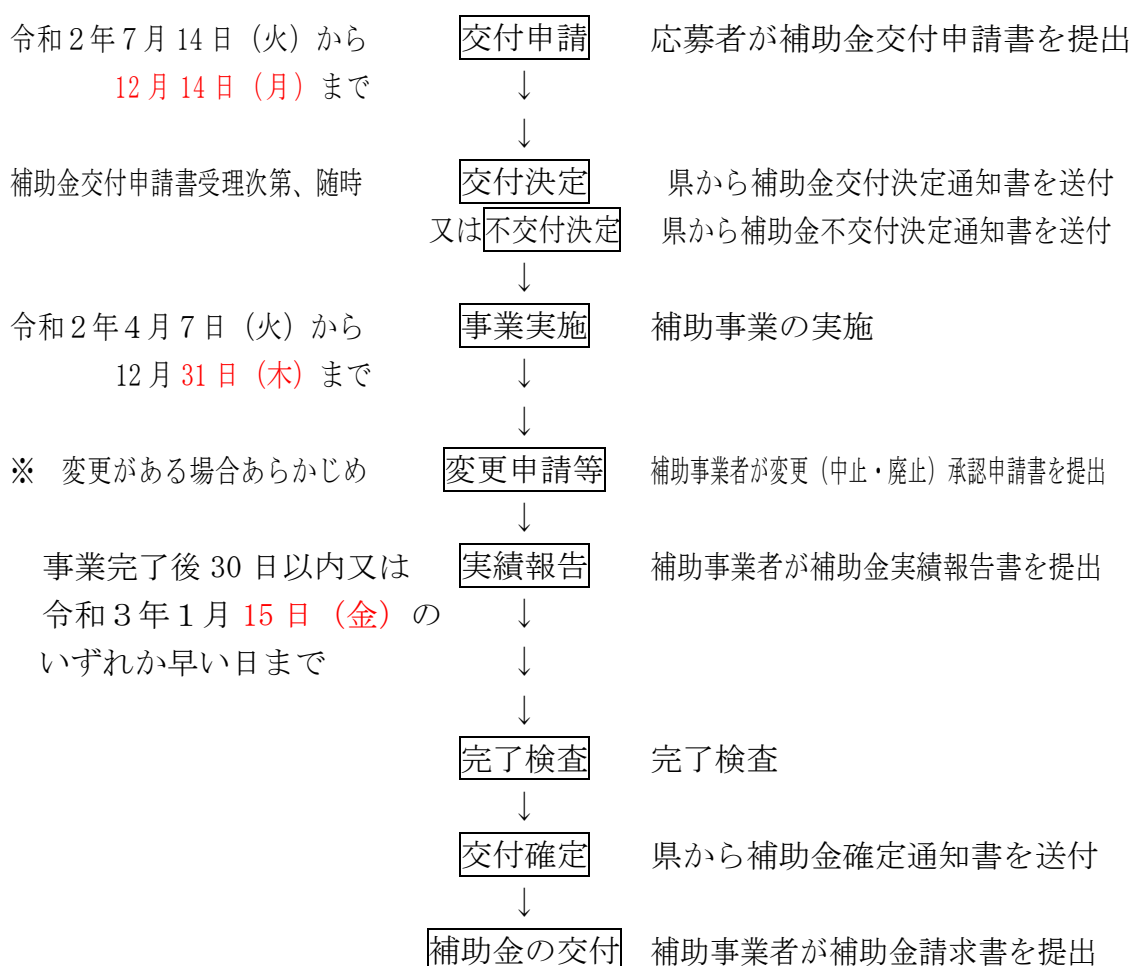 令和２年７月 14 日（火）から 交付申請 応募者が補助金交付申請書を提出
12 月 14 日（月）まで ↓
↓
補助金交付申請書受理次第、随時 交付決定 県から補助金交付決定通知書を送付
又は不交付決定 県から補助金不交付決定通知書を送付
↓
令和２年４月７日（火）から 事業実施 補助事業の実施
12 月 31 日（木）まで ↓
↓
※ 変更がある場合あらかじめ 変更申請等 補助事業者が変更（中止・廃止）承認申請書を提出
↓
事業完了後 30 日以内又は 実績報告 補助事業者が補助金実績報告書を提出
令和３年１月 15 日（金）の ↓
いずれか早い日まで ↓
↓
完了検査 完了検査
↓
交付確定 県から補助金確定通知書を送付
↓
補助金の交付 補助事業者が補助金請求書を提出